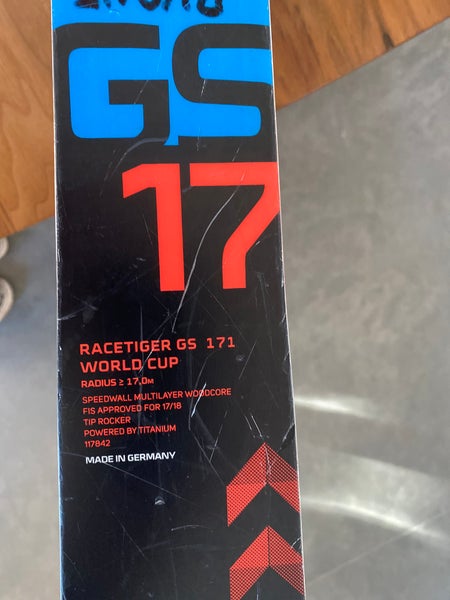 GS
17
RACETIGER GS 171
WORLD CUP
RADIUS ≥ 17,0M
SPEEDWALL MULTILAYER WOODCORE
FIS APPROVED FOR 17/18
TIP ROCKER
POWERED BY TITANIUM
117842
MADE IN GERMANY